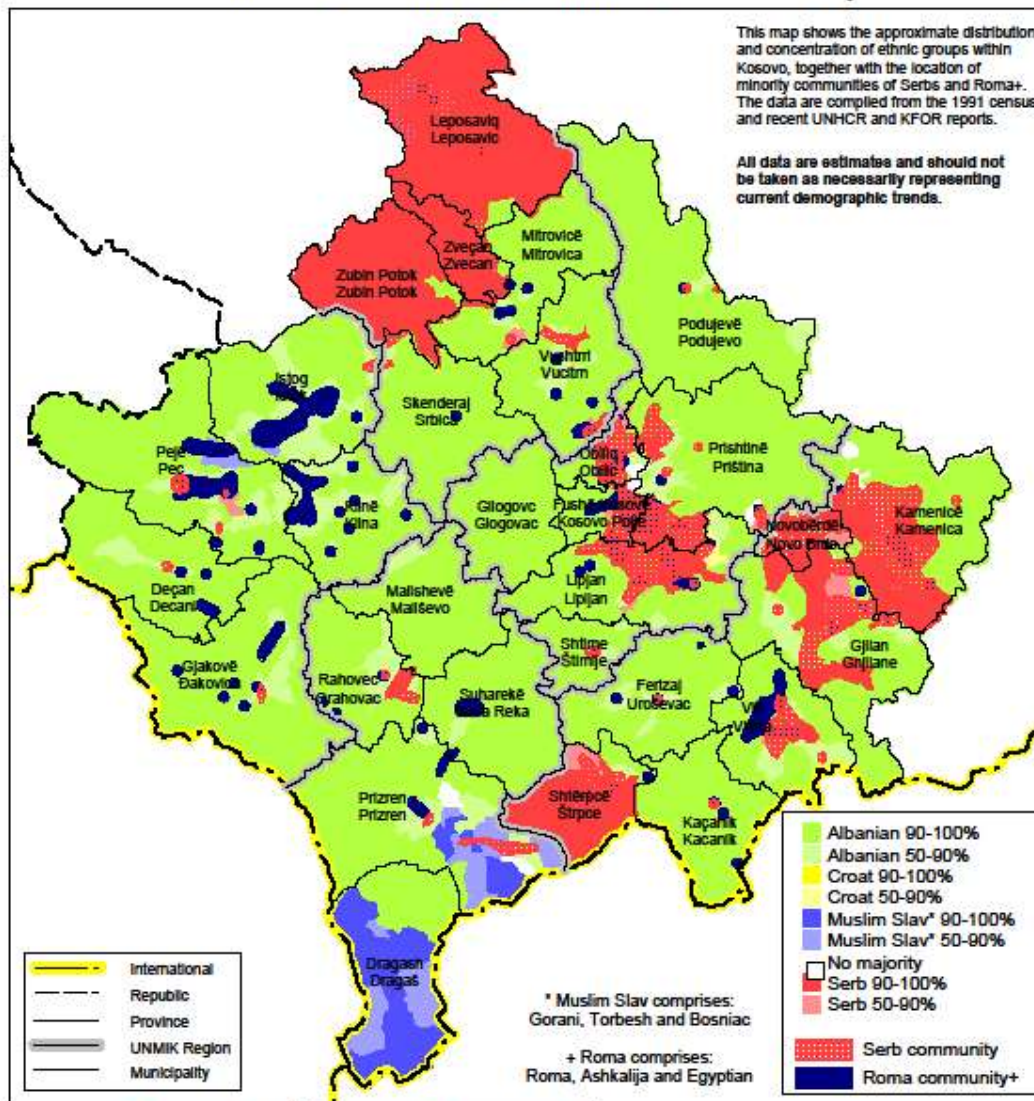 This map shows the approximate distribution
and concentration of ethnic groups within
Kosovo, together with the location of
minority communities of Serbs and Roma+.
The data are compiled from the 1991 census
and recent UNHCR and KFOR reports.
All data are estimates and should not
be taken as necessarily representing
current demographic trends.
Leposaviq
Leposavic
Mitrovicë
Mitrovica
Zveçan
Zvecan
Zubin Potok
Zubin Potok
Podujevë
Podujevo
Vushtrri
Vucitrn
Istog
Skenderaj
Srbica
Prishtinë
Priština
Obiliq
Obelic
Pejë
Pec
Klinë
Klina
Gllogovc
Glogovac
Fushë Kosovë
Kosovo Polje
Kamenicë
Kamenica
Novobërdë
Novo Brdo
Deçan
Decani
Malishevë
Mališevo
Lipjan
Lipljan
Shtime
Štimlje
Gjilan
Gnjilane
Gjakovë
Đakovica
Rahovec
Orahovac
Suharekë
Reka
Ferizaj
Uroševac
Prizren
Prizren
Shtërpcë
Štrpce
Kaçanik
Kacanik
Dragash
Dragaš
Albanian 90-100%
Albanian 50-90%
Croat 90-100%
Croat 50-90%
Muslim Slav* 90-100%
Muslim Slav* 50-90%
No majority
Serb 90-100%
Serb 50-90%
Serb community
Roma community+
International
Republic
Province
UNMIK Region
Municipality
* Muslim Slav comprises:
Gorani, Torbesh and Bosniac
+ Roma comprises:
Roma, Ashkalija and Egyptian